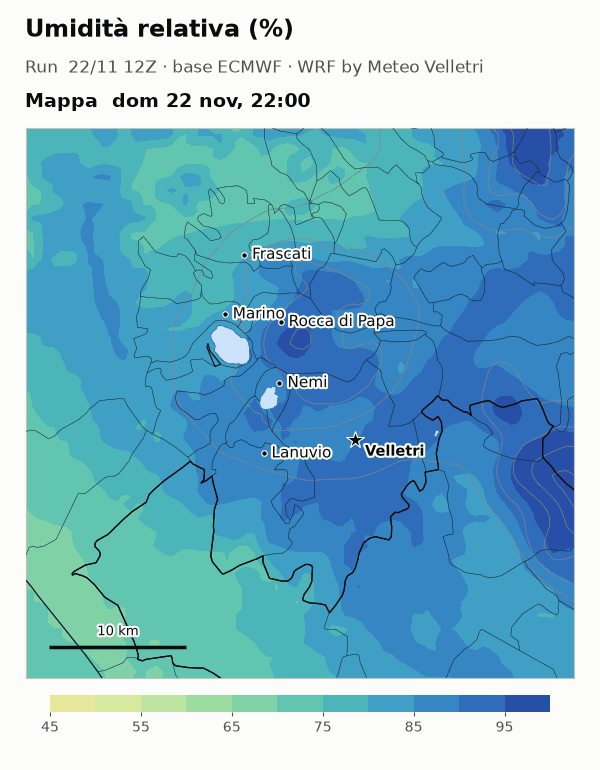 Umidità relativa (%)
Run  22/11 12Z · base ECMWF · WRF by Meteo Velletri
Mappa  dom 22 nov, 22:00
Frascati
Marino
Rocca di Papa
Nemi
Velletri
Lanuvio
10 km
45 55 65 75 85 95